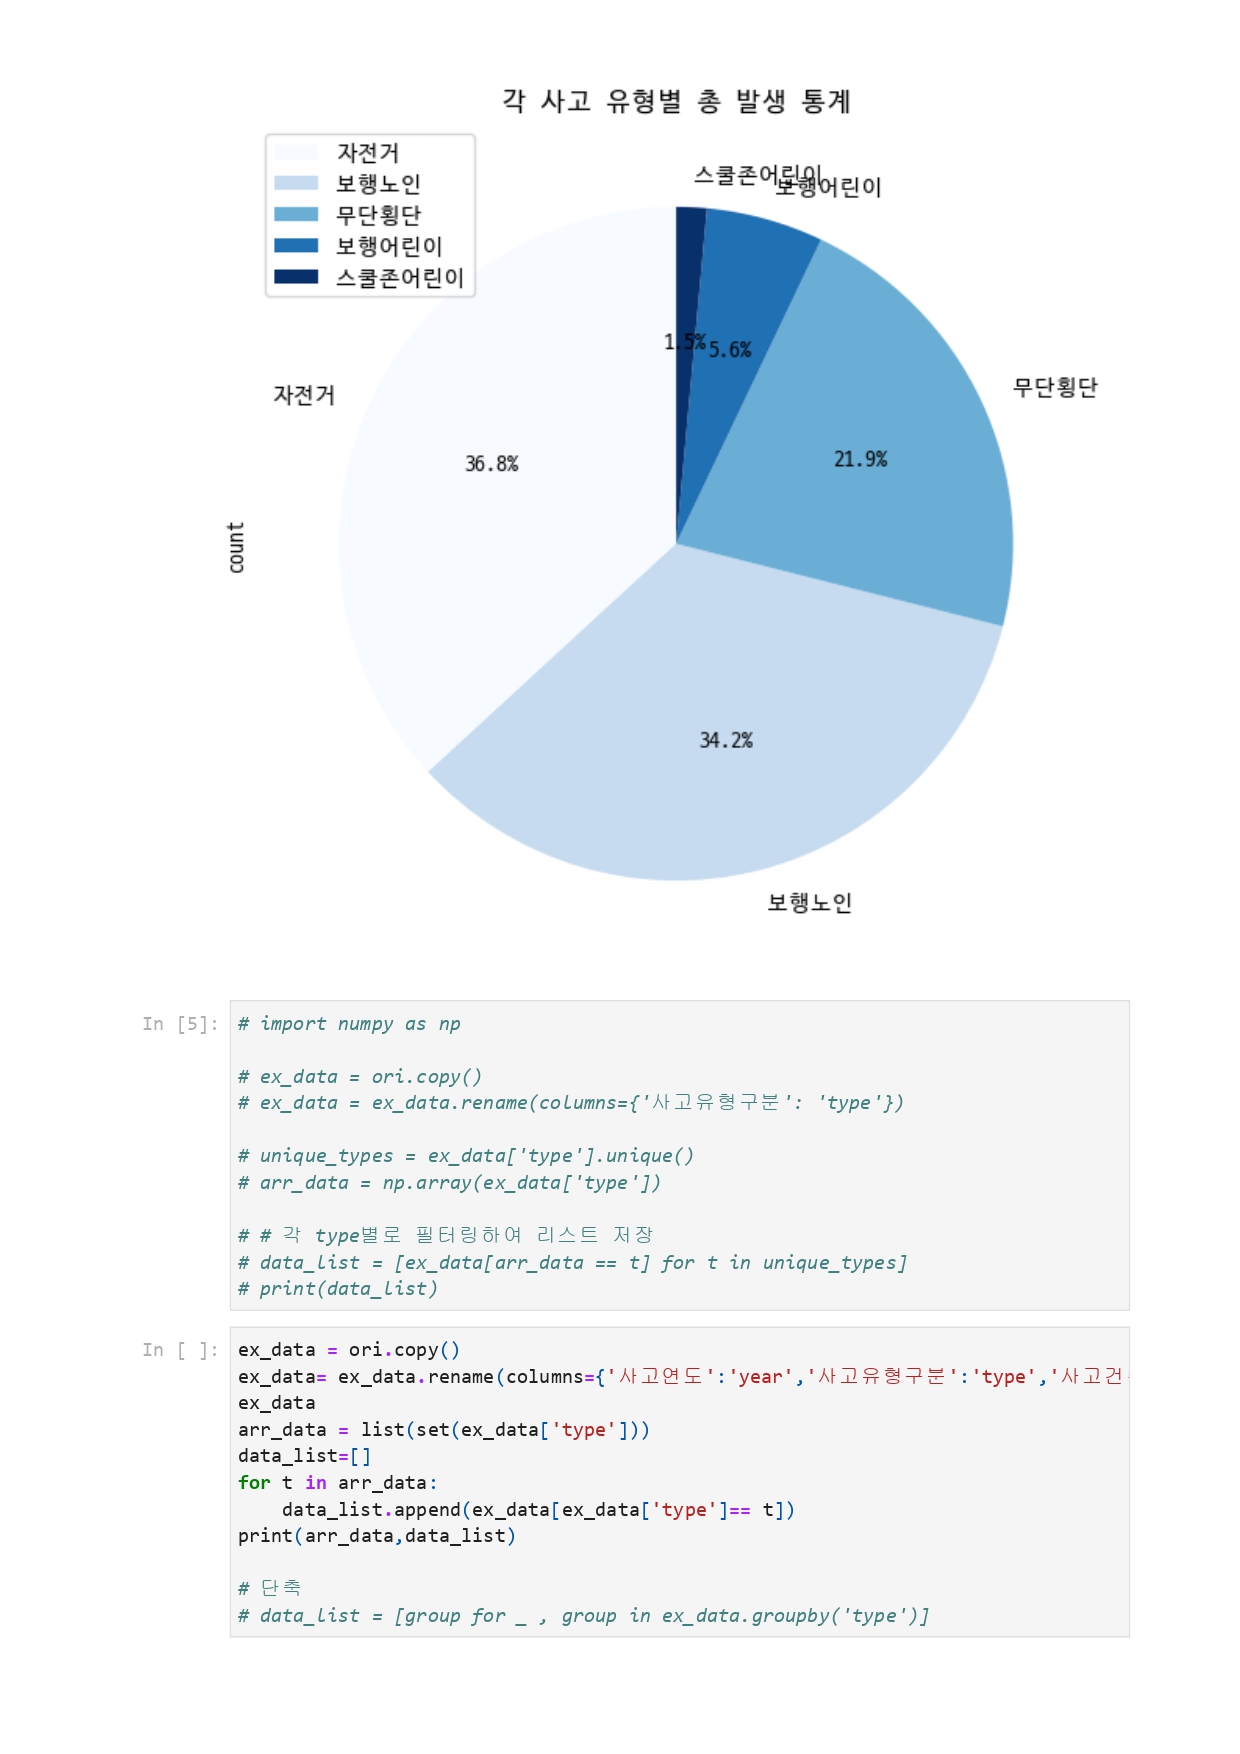 각 사고 유형별 총 발생 통계
자전거
보행노인
무단횡단
보행어린이
스쿨존어린이
스쿨존어린이
보행어린이
무단횡단
자전거
보행노인
1.5%
5.6%
21.9%
36.8%
34.2%
count
In [5]:
# import numpy as np
# ex_data = ori.copy()
# ex_data = ex_data.rename(columns={'사고유형구분': 'type'})
# unique_types = ex_data['type'].unique()
# arr_data = np.array(ex_data['type'])
# # 각 type별로 필터링하여 리스트 저장
# data_list = [ex_data[arr_data == t] for t in unique_types]
# print(data_list)
In [ ]:
ex_data = ori.copy()
ex_data= ex_data.rename(columns={'사고연도':'year','사고유형구분':'type','사고건
ex_data
arr_data = list(set(ex_data['type']))
data_list=[]
for t in arr_data:
    data_list.append(ex_data[ex_data['type']== t])
print(arr_data,data_list)
# 단축
# data_list = [group for _ , group in ex_data.groupby('type')]